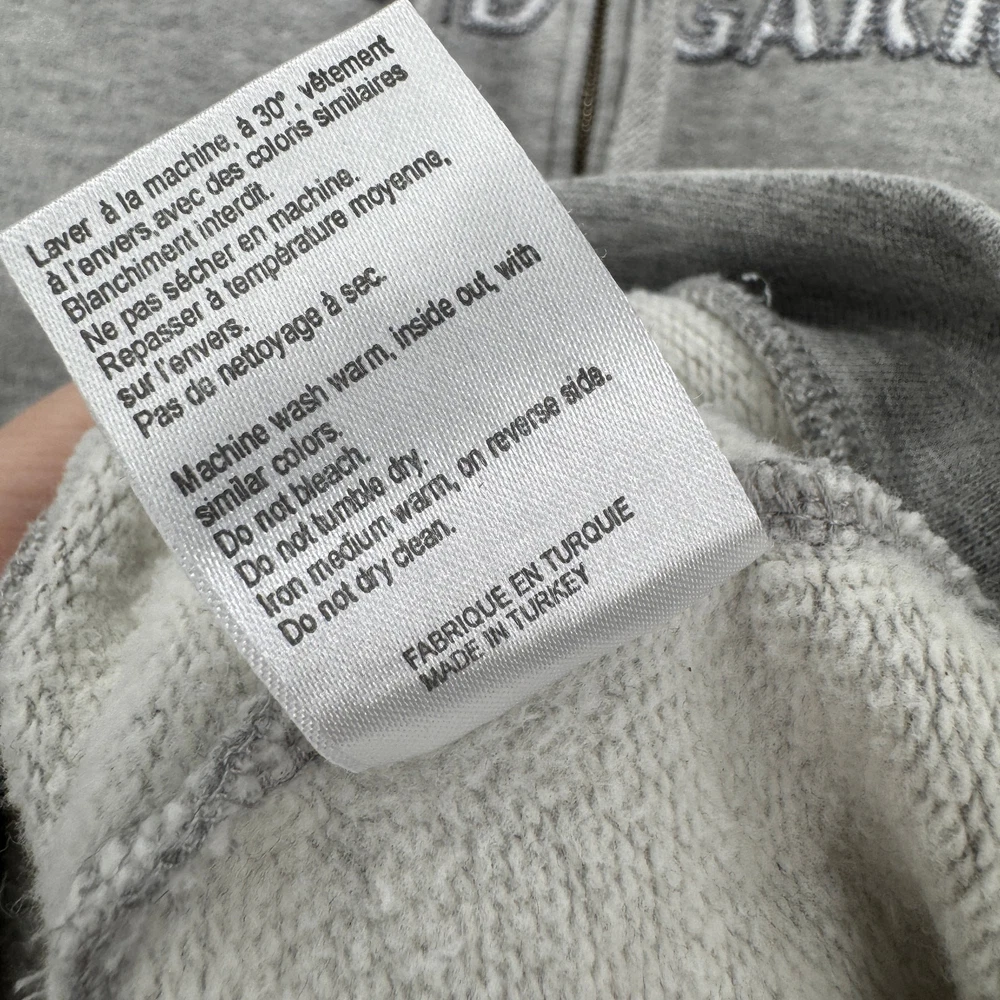 Laver à la machine, à 30°, vêtement
à l'envers, avec des coloris similaires
Blanchiment interdit.
Ne pas sécher en machine.
Repasser à température moyenne,
sur l'envers.
Pas de nettoyage à sec.
Machine wash warm, inside out, with
similar colors.
Do not bleach.
Do not tumble dry.
Iron medium warm, on reverse side.
Do not dry clean.
FABRIQUE EN TURQUIE
MADE IN TURKEY